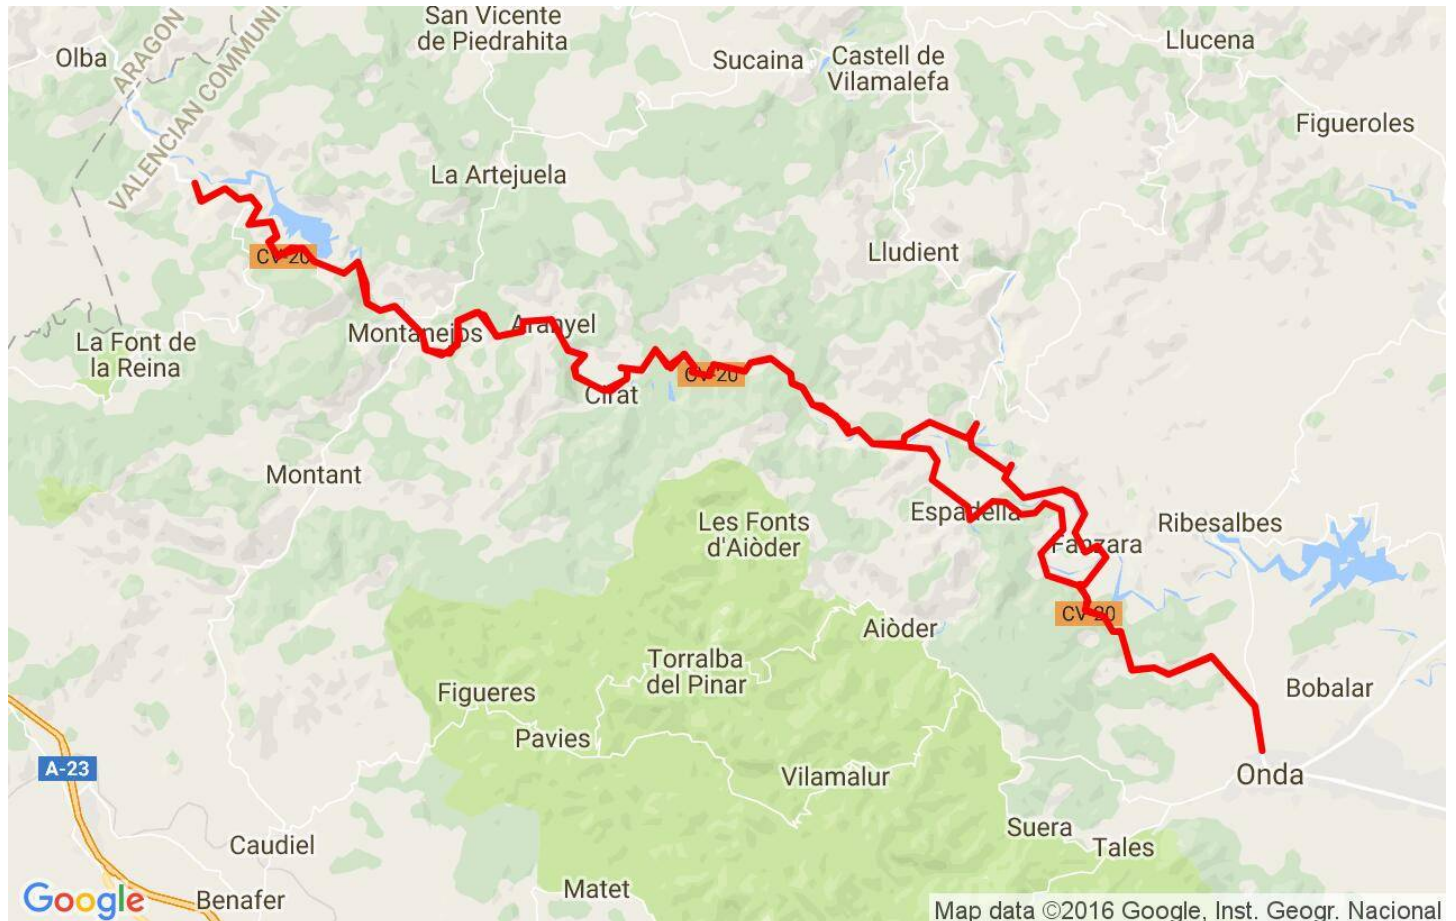 San Vicente
de Piedrahita
Olba
ARAGON
VALENCIAN COMMUNI
Sucaina
Castell de
Vilamalefa
Llucena
Figueroles
La Artejuela
Lludient
CV-20
La Font de
la Reina
Montanejos
Aranyel
Cirat
CV-20
Montant
Espadella
Les Fonts
d'Aiòder
Fanzara
Ribesalbes
CV-20
Aiòder
Torralba
del Pinar
Figueres
Bobalar
Pavies
A-23
Vilamalur
Onda
Suera
Tales
Caudiel
Matet
Benafer
Google
Map data ©2016 Google, Inst. Geogr. Nacional